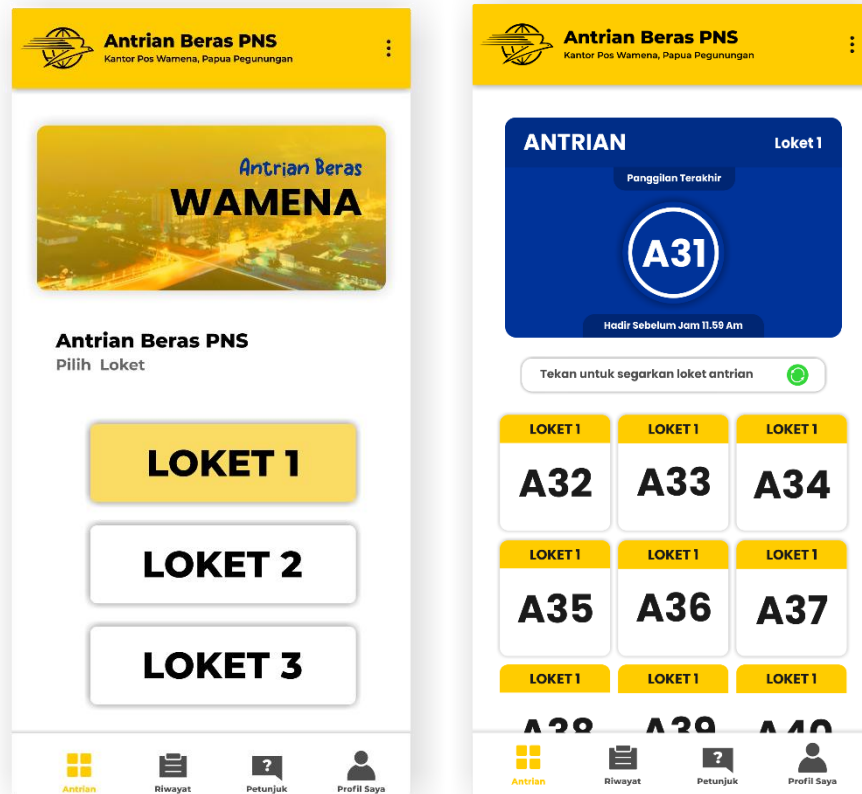 Antrian Beras PNS
Kantor Pos Wamena, Papua Pegunungan
Antrian Beras
WAMENA
Antrian Beras PNS
Pilih Loket
LOKET 1
LOKET 2
LOKET 3
Antrian Riwayat Petunjuk Profil Saya
Antrian Beras PNS
Kantor Pos Wamena, Papua Pegunungan
ANTRIAN Loket 1
Panggilan Terakhir
A31
Hadir Sebelum Jam 11.59 Am
Tekan untuk segarkan loket antrian
LOKET 1 LOKET 1 LOKET 1
A32 A33 A34
LOKET 1 LOKET 1 LOKET 1
A35 A36 A37
LOKET 1 LOKET 1 LOKET 1
A38 A39 A40
Antrian Riwayat Petunjuk Profil Saya